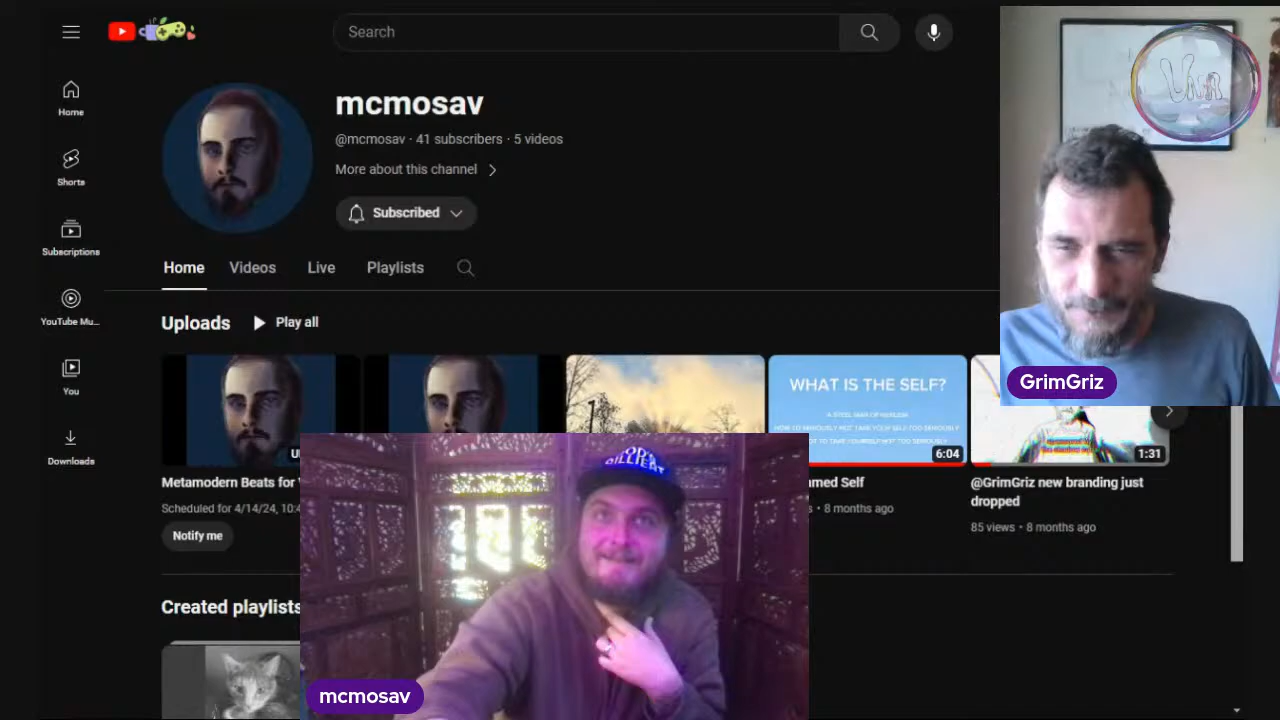 Search
Home
Shorts
Subscriptions
YouTube Mu...
You
Downloads
mcmosav
@mcmosav · 41 subscribers · 5 videos
More about this channel
Subscribed
Home Videos Live Playlists
Uploads Play all
WHAT IS THE SELF?
6:04
1:31
Metamodern Beats for
Scheduled for 4/14/24, 10:4
Notify me
med Self
8 months ago
@GrimGriz new branding just
dropped
85 views · 8 months ago
Created playlists
GrimGriz
mcmosav